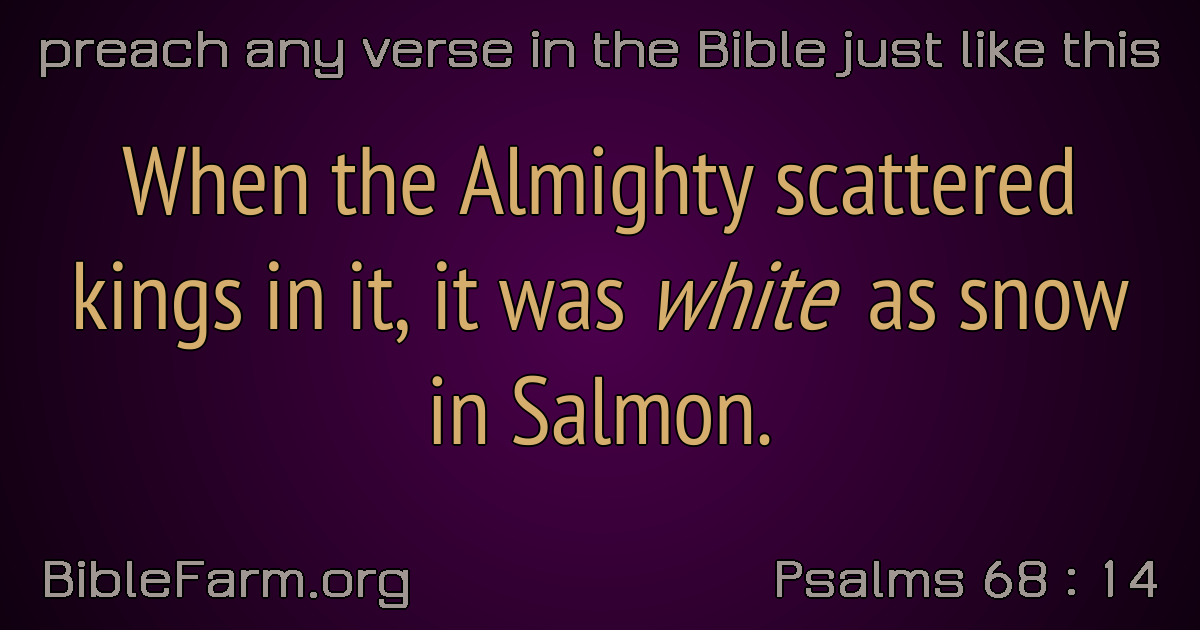 preach any verse in the Bible just like this
When the Almighty scattered
kings in it, it was white as snow
in Salmon.
BibleFarm.org
Psalms 68 : 14